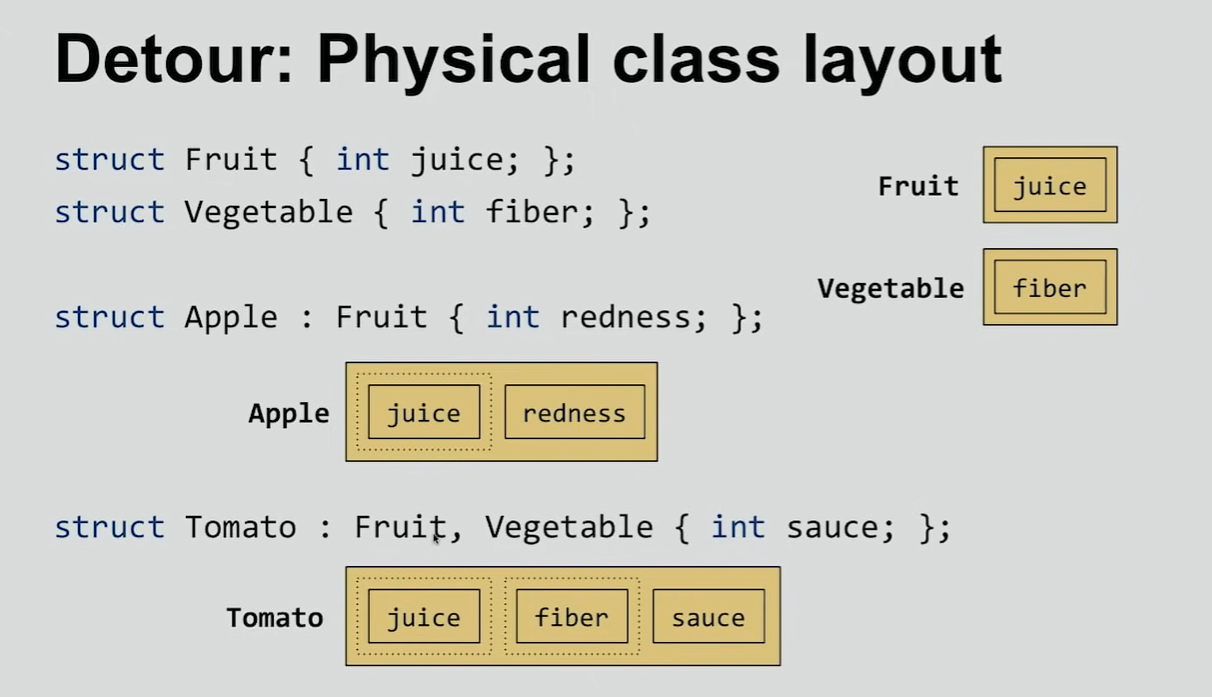 Detour: Physical class layout
struct Fruit { int juice; };
struct Vegetable { int fiber; };
Fruit
juice
Vegetable
fiber
struct Apple : Fruit { int redness; };
Apple
juice
redness
struct Tomato : Fruit, Vegetable { int sauce; };
Tomato
juice
fiber
sauce